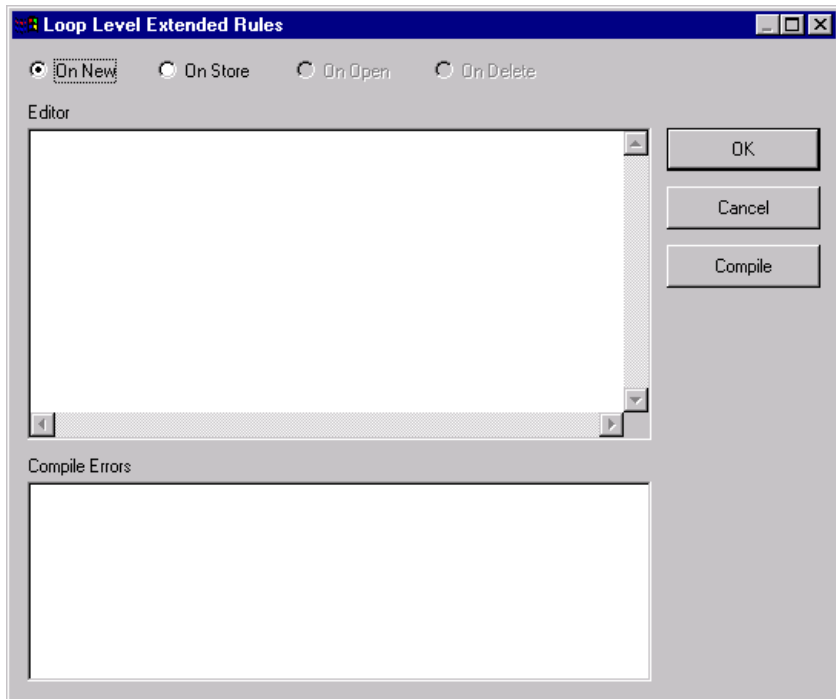 Loop Level Extended Rules
On New On Store On Open On Delete
Editor
OK
Cancel
Compile
Compile Errors